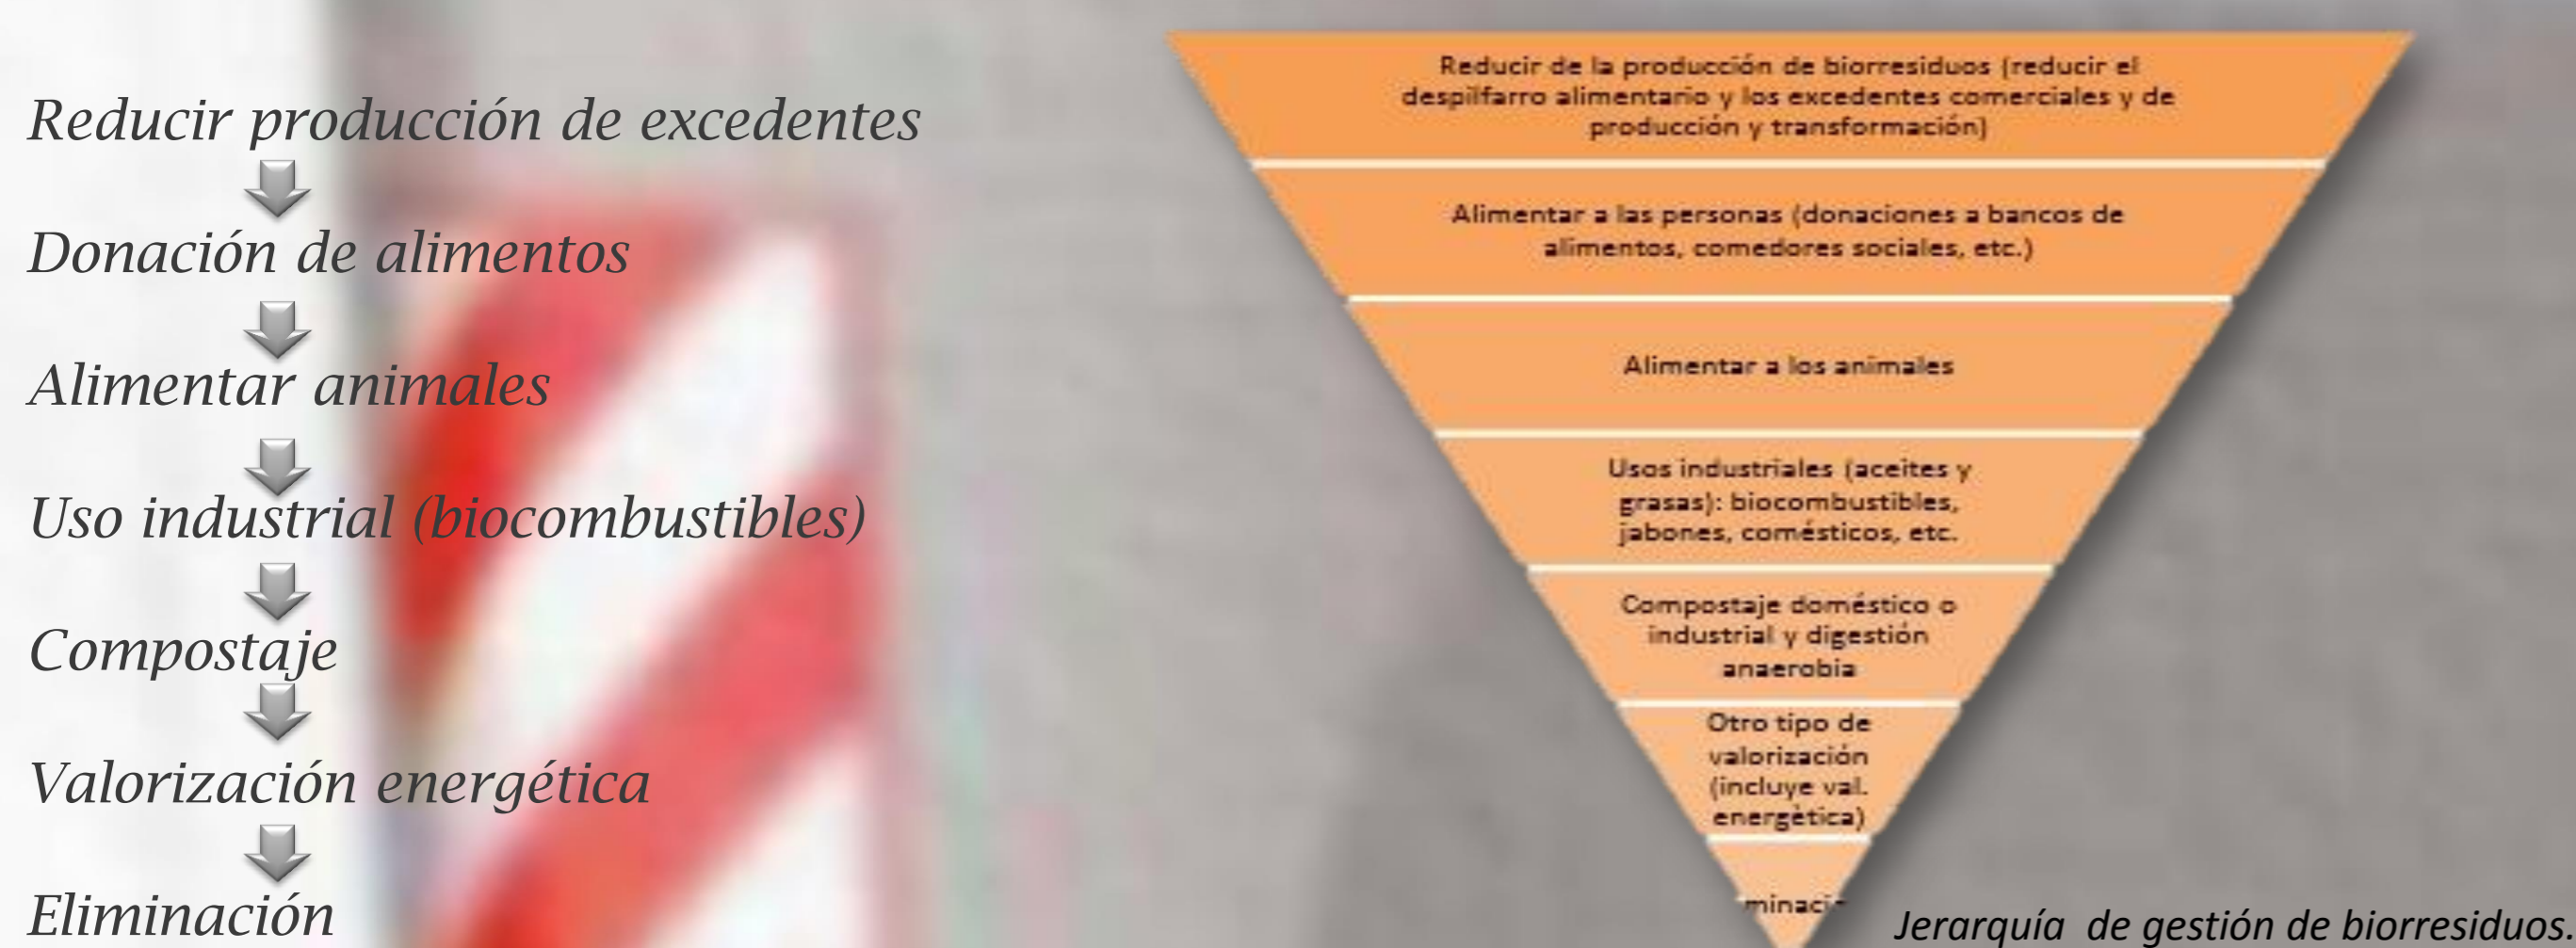 Reducir producción de excedentes
Donación de alimentos
Alimentar animales
Uso industrial (biocombustibles)
Compostaje
Valorización energética
Eliminación
Reducir de la producción de biorresiduos (reducir el
despilfarro alimentario y los excedentes comerciales y de
producción y transformación)
Alimentar a las personas (donaciones a bancos de
alimentos, comedores sociales, etc.)
Alimentar a los animales
Usos industriales (aceites y
grasas): biocombustibles,
jabones, comésticos, etc.
Compostaje doméstico o
industrial y digestión
anaerobia
Otro tipo de
valorización
(incluye val.
energètica)
Jerarquía de gestión de biorresiduos.